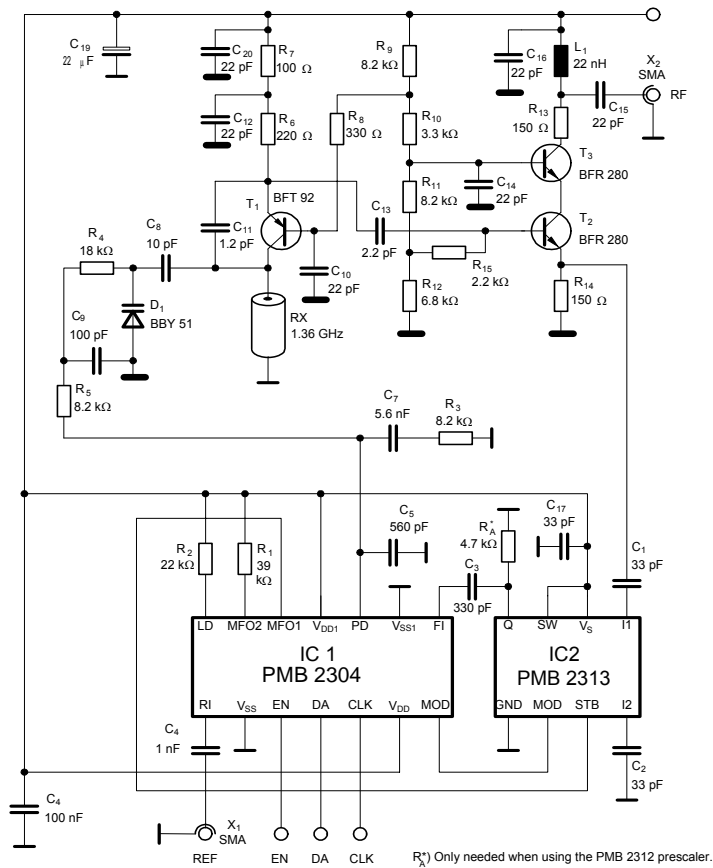 C19
22 µF
C20
22 pF
R7
100 Ω
R9
8.2 kΩ
C16
22 pF
L1
22 nH
X2
SMA
RF
C12
22 pF
R6
220 Ω
R8
330 Ω
R10
3.3 kΩ
R13
150 Ω
C15
22 pF
T3
BFR 280
T1
BFT 92
R11
8.2 kΩ
C14
22 pF
C13
2.2 pF
T2
BFR 280
R4
18 kΩ
C8
10 pF
C11
1.2 pF
C10
22 pF
R15
2.2 kΩ
R12
6.8 kΩ
R14
150 Ω
D1
BBY 51
C9
100 pF
RX
1.36 GHz
R5
8.2 kΩ
C7
5.6 nF
R3
8.2 kΩ
R2
22 kΩ
R1
39
kΩ
C5
560 pF
R*A
4.7 kΩ
C17
33 pF
C3
330 pF
C1
33 pF
LD MFO2 MFO1 VDD1 PD VSS1 FI
IC 1
PMB 2304
RI VSS EN DA CLK VDD MOD
Q SW VS I1
IC2
PMB 2313
GND MOD STB I2
C4
1 nF
C2
33 pF
C4
100 nF
X1
SMA
REF EN DA CLK
R*A) Only needed when using the PMB 2312 prescaler.